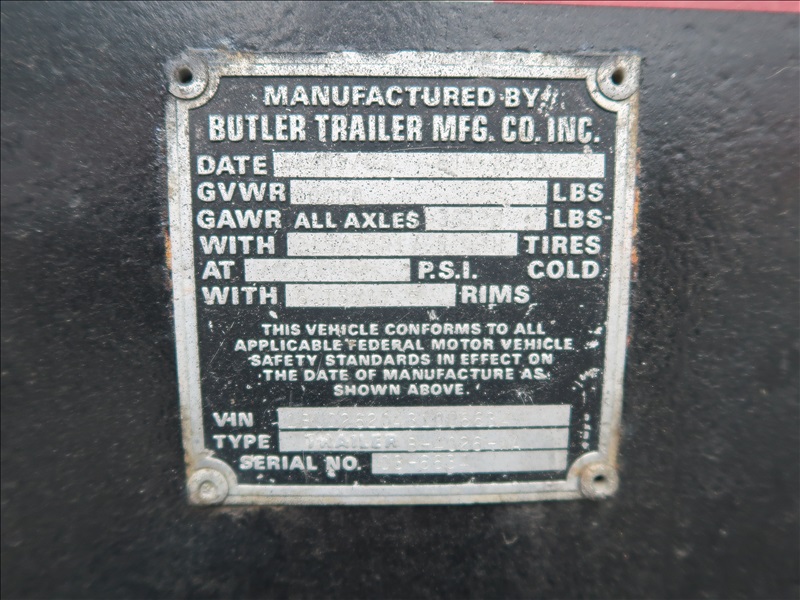 MANUFACTURED BY
BUTLER TRAILER MFG. CO. INC.
DATE
GVWR LBS
GAWR ALL AXLES LBS
WITH TIRES
AT P.S.I. COLD
WITH RIMS
THIS VEHICLE CONFORMS TO ALL
APPLICABLE FEDERAL MOTOR VEHICLE
SAFETY STANDARDS IN EFFECT ON
THE DATE OF MANUFACTURE AS
SHOWN ABOVE.
VIN
TYPE TRAILER
SERIAL NO.